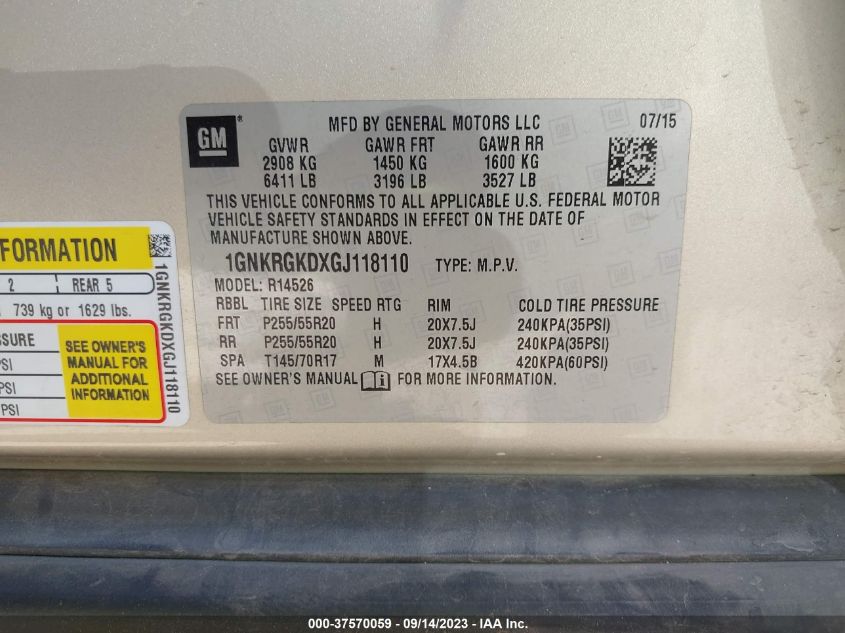 GM
MFD BY GENERAL MOTORS LLC 07/15
GVWR GAWR FRT GAWR RR
2908 KG 1450 KG 1600 KG
6411 LB 3196 LB 3527 LB
THIS VEHICLE CONFORMS TO ALL APPLICABLE U.S. FEDERAL MOTOR
VEHICLE SAFETY STANDARDS IN EFFECT ON THE DATE OF
MANUFACTURE SHOWN ABOVE.
1GNKRGKDXGJ118110 TYPE: M.P.V.
MODEL: R14526
RBBL TIRE SIZE SPEED RTG RIM COLD TIRE PRESSURE
FRT P255/55R20 H 20X7.5J 240KPA(35PSI)
RR P255/55R20 H 20X7.5J 240KPA(35PSI)
SPA T145/70R17 M 17X4.5B 420KPA(60PSI)
SEE OWNER'S MANUAL FOR MORE INFORMATION.
FORMATION
2 REAR 5
739 kg or 1629 lbs.
SSURE
PSI
PSI
PSI
SEE OWNER'S
MANUAL FOR
ADDITIONAL
INFORMATION
1GNKRGKDXGJ118110
000-37570059 - 09/14/2023 - © IAA, Inc.